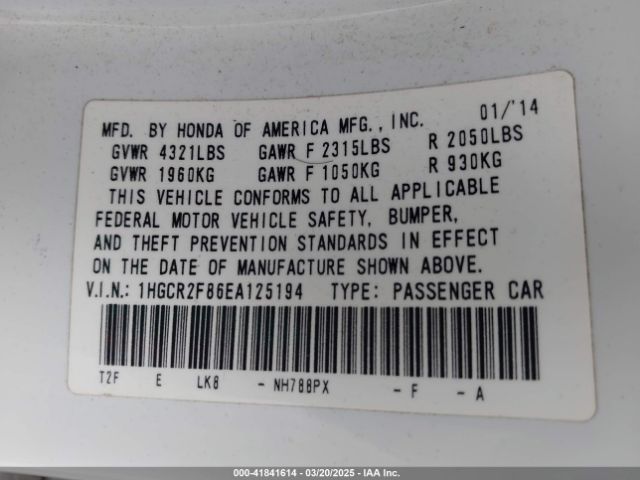 MFD. BY HONDA OF AMERICA MFG., INC. 01/'14
GVWR 4321LBS GAWR F 2315LBS R 2050LBS
GVWR 1960KG GAWR F 1050KG R 930KG
THIS VEHICLE CONFORMS TO ALL APPLICABLE
FEDERAL MOTOR VEHICLE SAFETY, BUMPER,
AND THEFT PREVENTION STANDARDS IN EFFECT
ON THE DATE OF MANUFACTURE SHOWN ABOVE.
V.I.N.: 1HGCR2F86EA125194 TYPE: PASSENGER CAR
T2F E LK8 - NH788PX - F - A
000-41841614 - 03/20/2025 - IAA Inc.